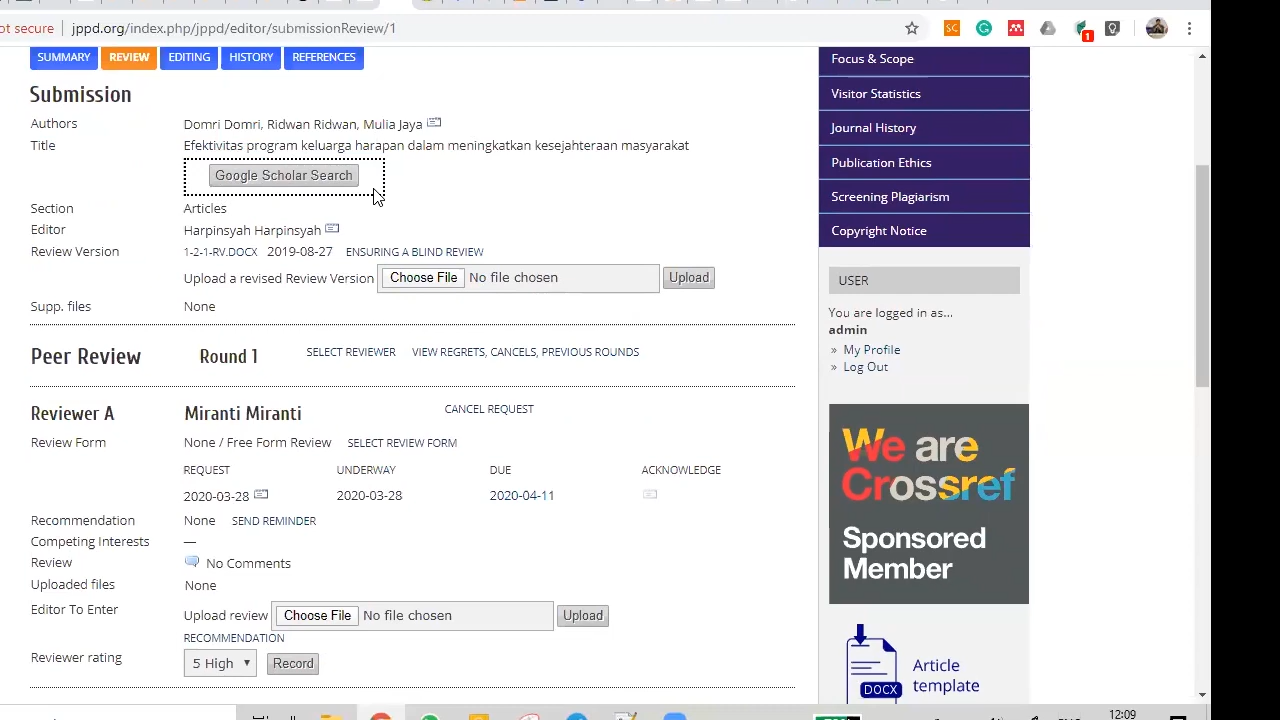 ot secure jppd.org/index.php/jppd/editor/submissionReview/1
SC
1
SUMMARY REVIEW EDITING HISTORY REFERENCES
Submission
Authors Domri Domri, Ridwan Ridwan, Mulia Jaya
Title Efektivitas program keluarga harapan dalam meningkatkan kesejahteraan masyarakat
Google Scholar Search
Section Articles
Editor Harpinsyah Harpinsyah
Review Version 1-2-1-RV.DOCX 2019-08-27 ENSURING A BLIND REVIEW
Upload a revised Review Version Choose File No file chosen Upload
Supp. files None
Peer Review Round 1 SELECT REVIEWER VIEW REGRETS, CANCELS, PREVIOUS ROUNDS
Reviewer A Miranti Miranti CANCEL REQUEST
Review Form None / Free Form Review SELECT REVIEW FORM
REQUEST UNDERWAY DUE ACKNOWLEDGE
2020-03-28 2020-03-28 2020-04-11
Recommendation None SEND REMINDER
Competing Interests —
Review No Comments
Uploaded files None
Editor To Enter Upload review Choose File No file chosen Upload
RECOMMENDATION
Reviewer rating 5 High Record
Focus & Scope
Visitor Statistics
Journal History
Publication Ethics
Screening Plagiarism
Copyright Notice
USER
You are logged in as...
admin
» My Profile
» Log Out
We are
Crossref
Sponsored
Member
Article
template
DOCX
12:09